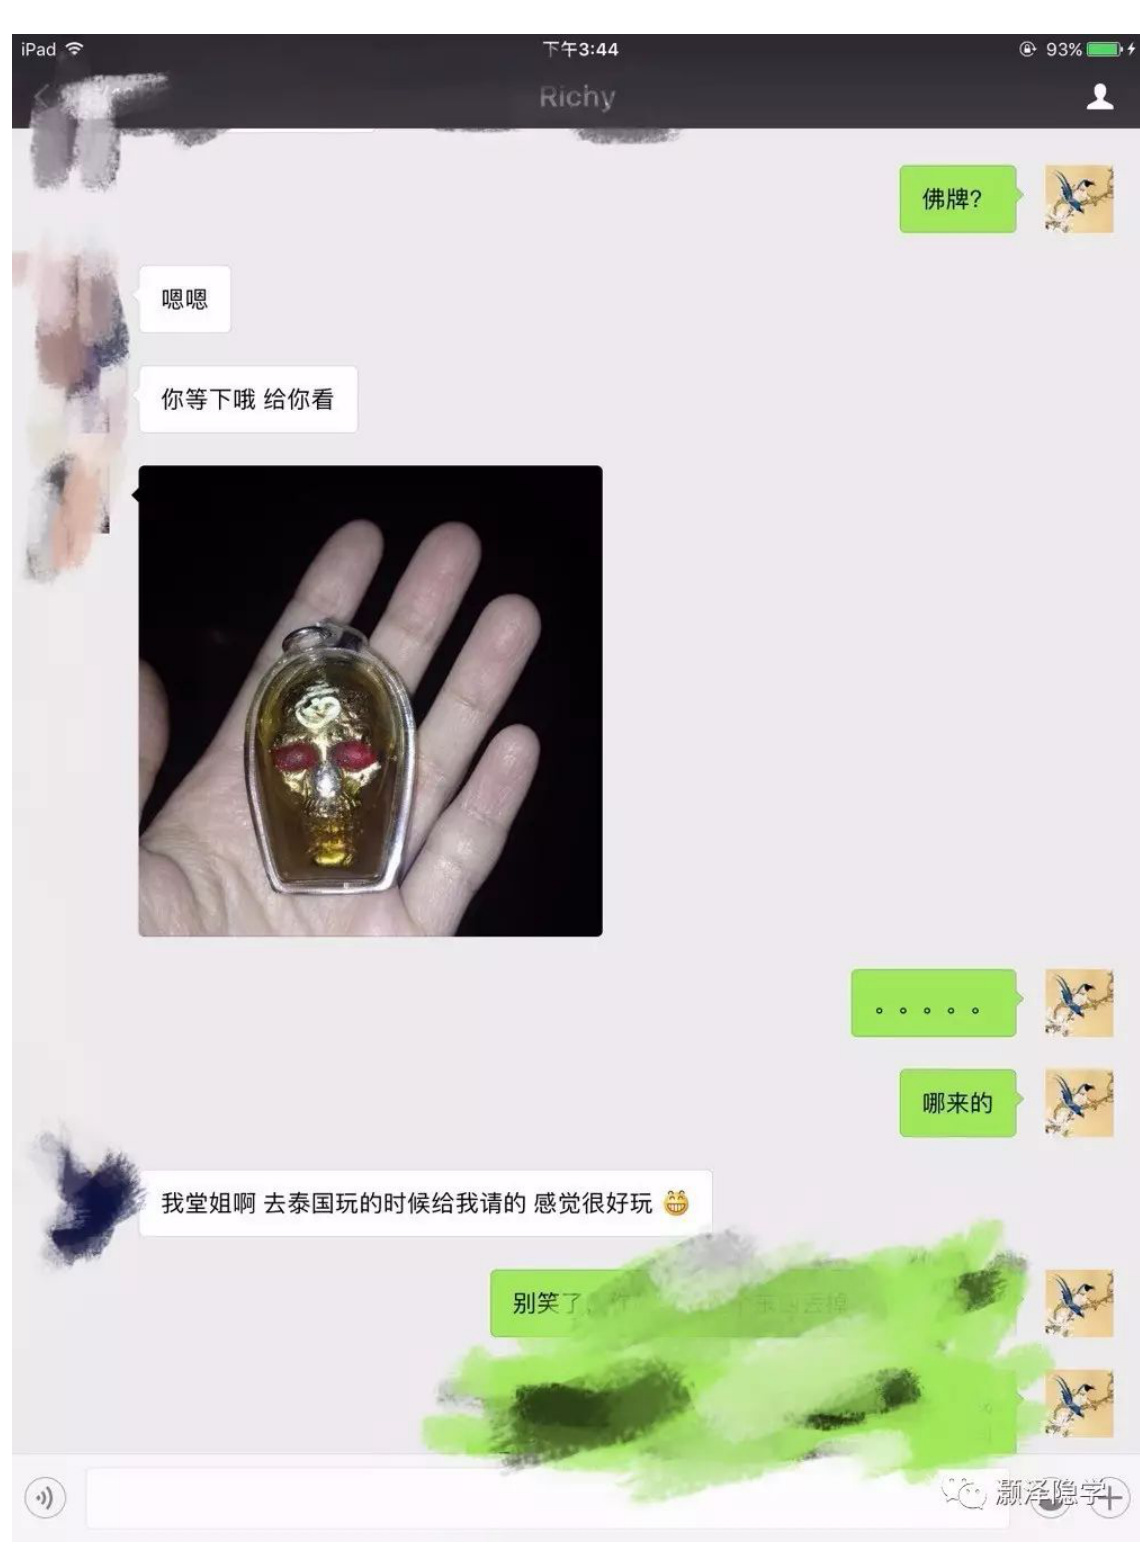 iPad
下午3:44
93%
Richy
佛牌?
嗯嗯
你等下哦 给你看
。。。。。
哪来的
我堂姐啊 去泰国玩的时候给我请的 感觉很好玩 😁
别笑了
去掉
灏泽隐学